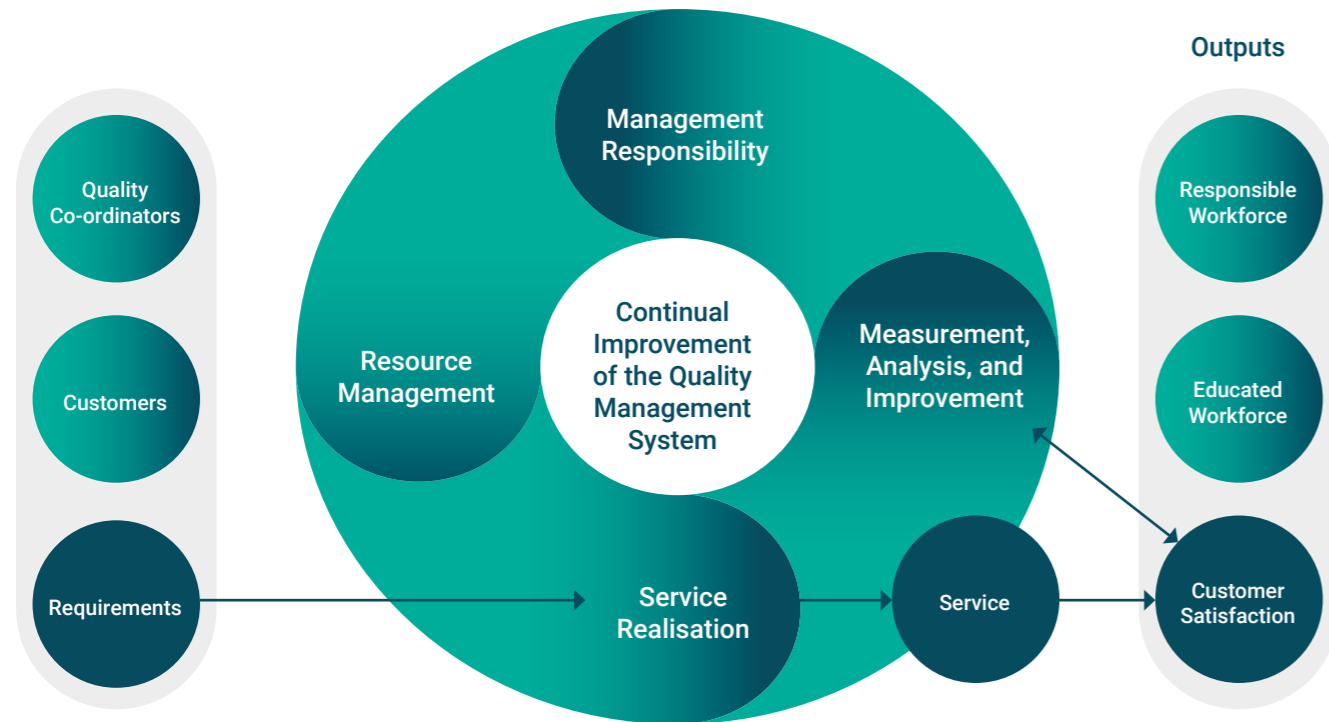 Quality
Co-ordinators
Customers
Requirements
Management
Responsibility
Resource
Management
Continual
Improvement
of the Quality
Management
System
Measurement,
Analysis, and
Improvement
Service
Realisation
Service
Outputs
Responsible
Workforce
Educated
Workforce
Customer
Satisfaction